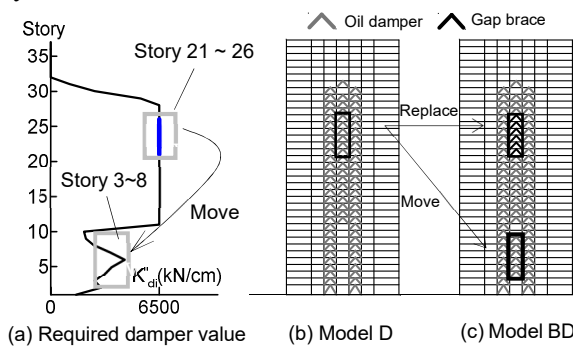 Oil damper
Gap brace
Story
35
30
25
20
15
10
5
0
6500
Story 21 ~ 26
Story 3~8
Move
K"di(kN/cm)
Replace
Move
(a) Required damper value
(b) Model D
(c) Model BD